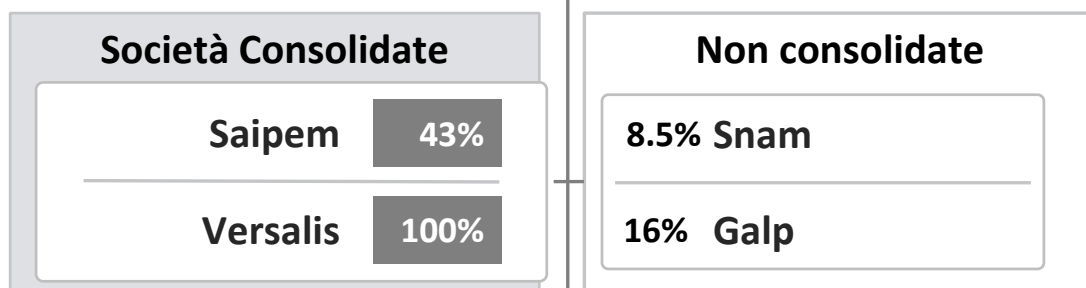 Società Consolidate
Saipem 43%
Versalis 100%
Non consolidate
8.5% Snam
16% Galp